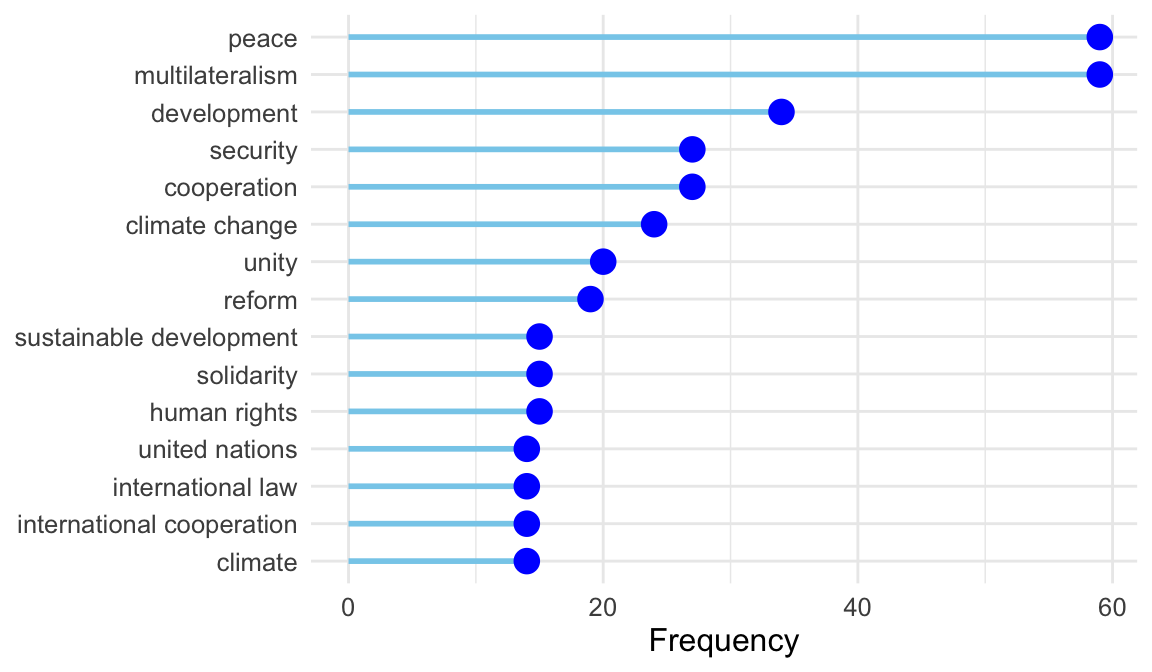 peace
multilateralism
development
security
cooperation
climate change
unity
reform
sustainable development
solidarity
human rights
united nations
international law
international cooperation
climate
0 20 40 60
Frequency